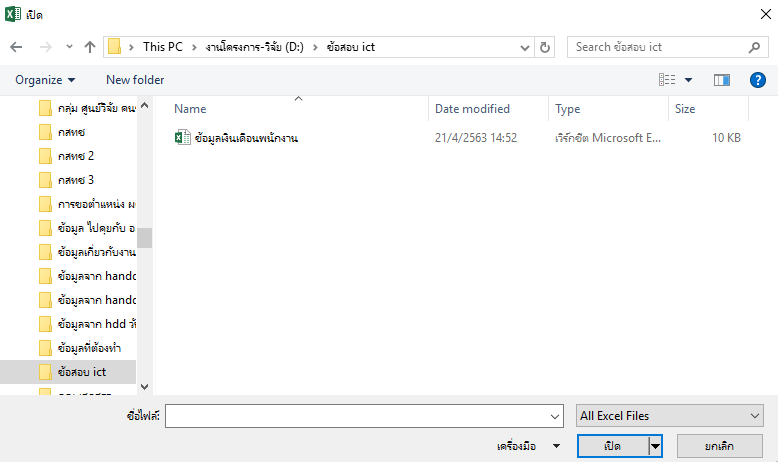 เปิด
This PC › งานโครงการ-วิจัย (D:) › ข้อสอบ ict
Search ข้อสอบ ict
Organize
New folder
Name Date modified Type Size
กลุ่ม ศูนย์วิจัย
กสทช
กสทช 2
กสทช 3
การขอตำแหน่ง
ข้อมูล ไปคุยกับ อ
ข้อมูลเกี่ยวกับงาน
ข้อมูลจาก hand
ข้อมูลจาก hand
ข้อมูลจาก hdd
ข้อมูลที่ต้องทำ
ข้อสอบ ict
ข้อมูลเงินเดือนพนักงาน 21/4/2563 14:52 เวิร์กชีต Microsoft E... 10 KB
ชื่อไฟล์:
All Excel Files
เครื่องมือ
เปิด
ยกเลิก